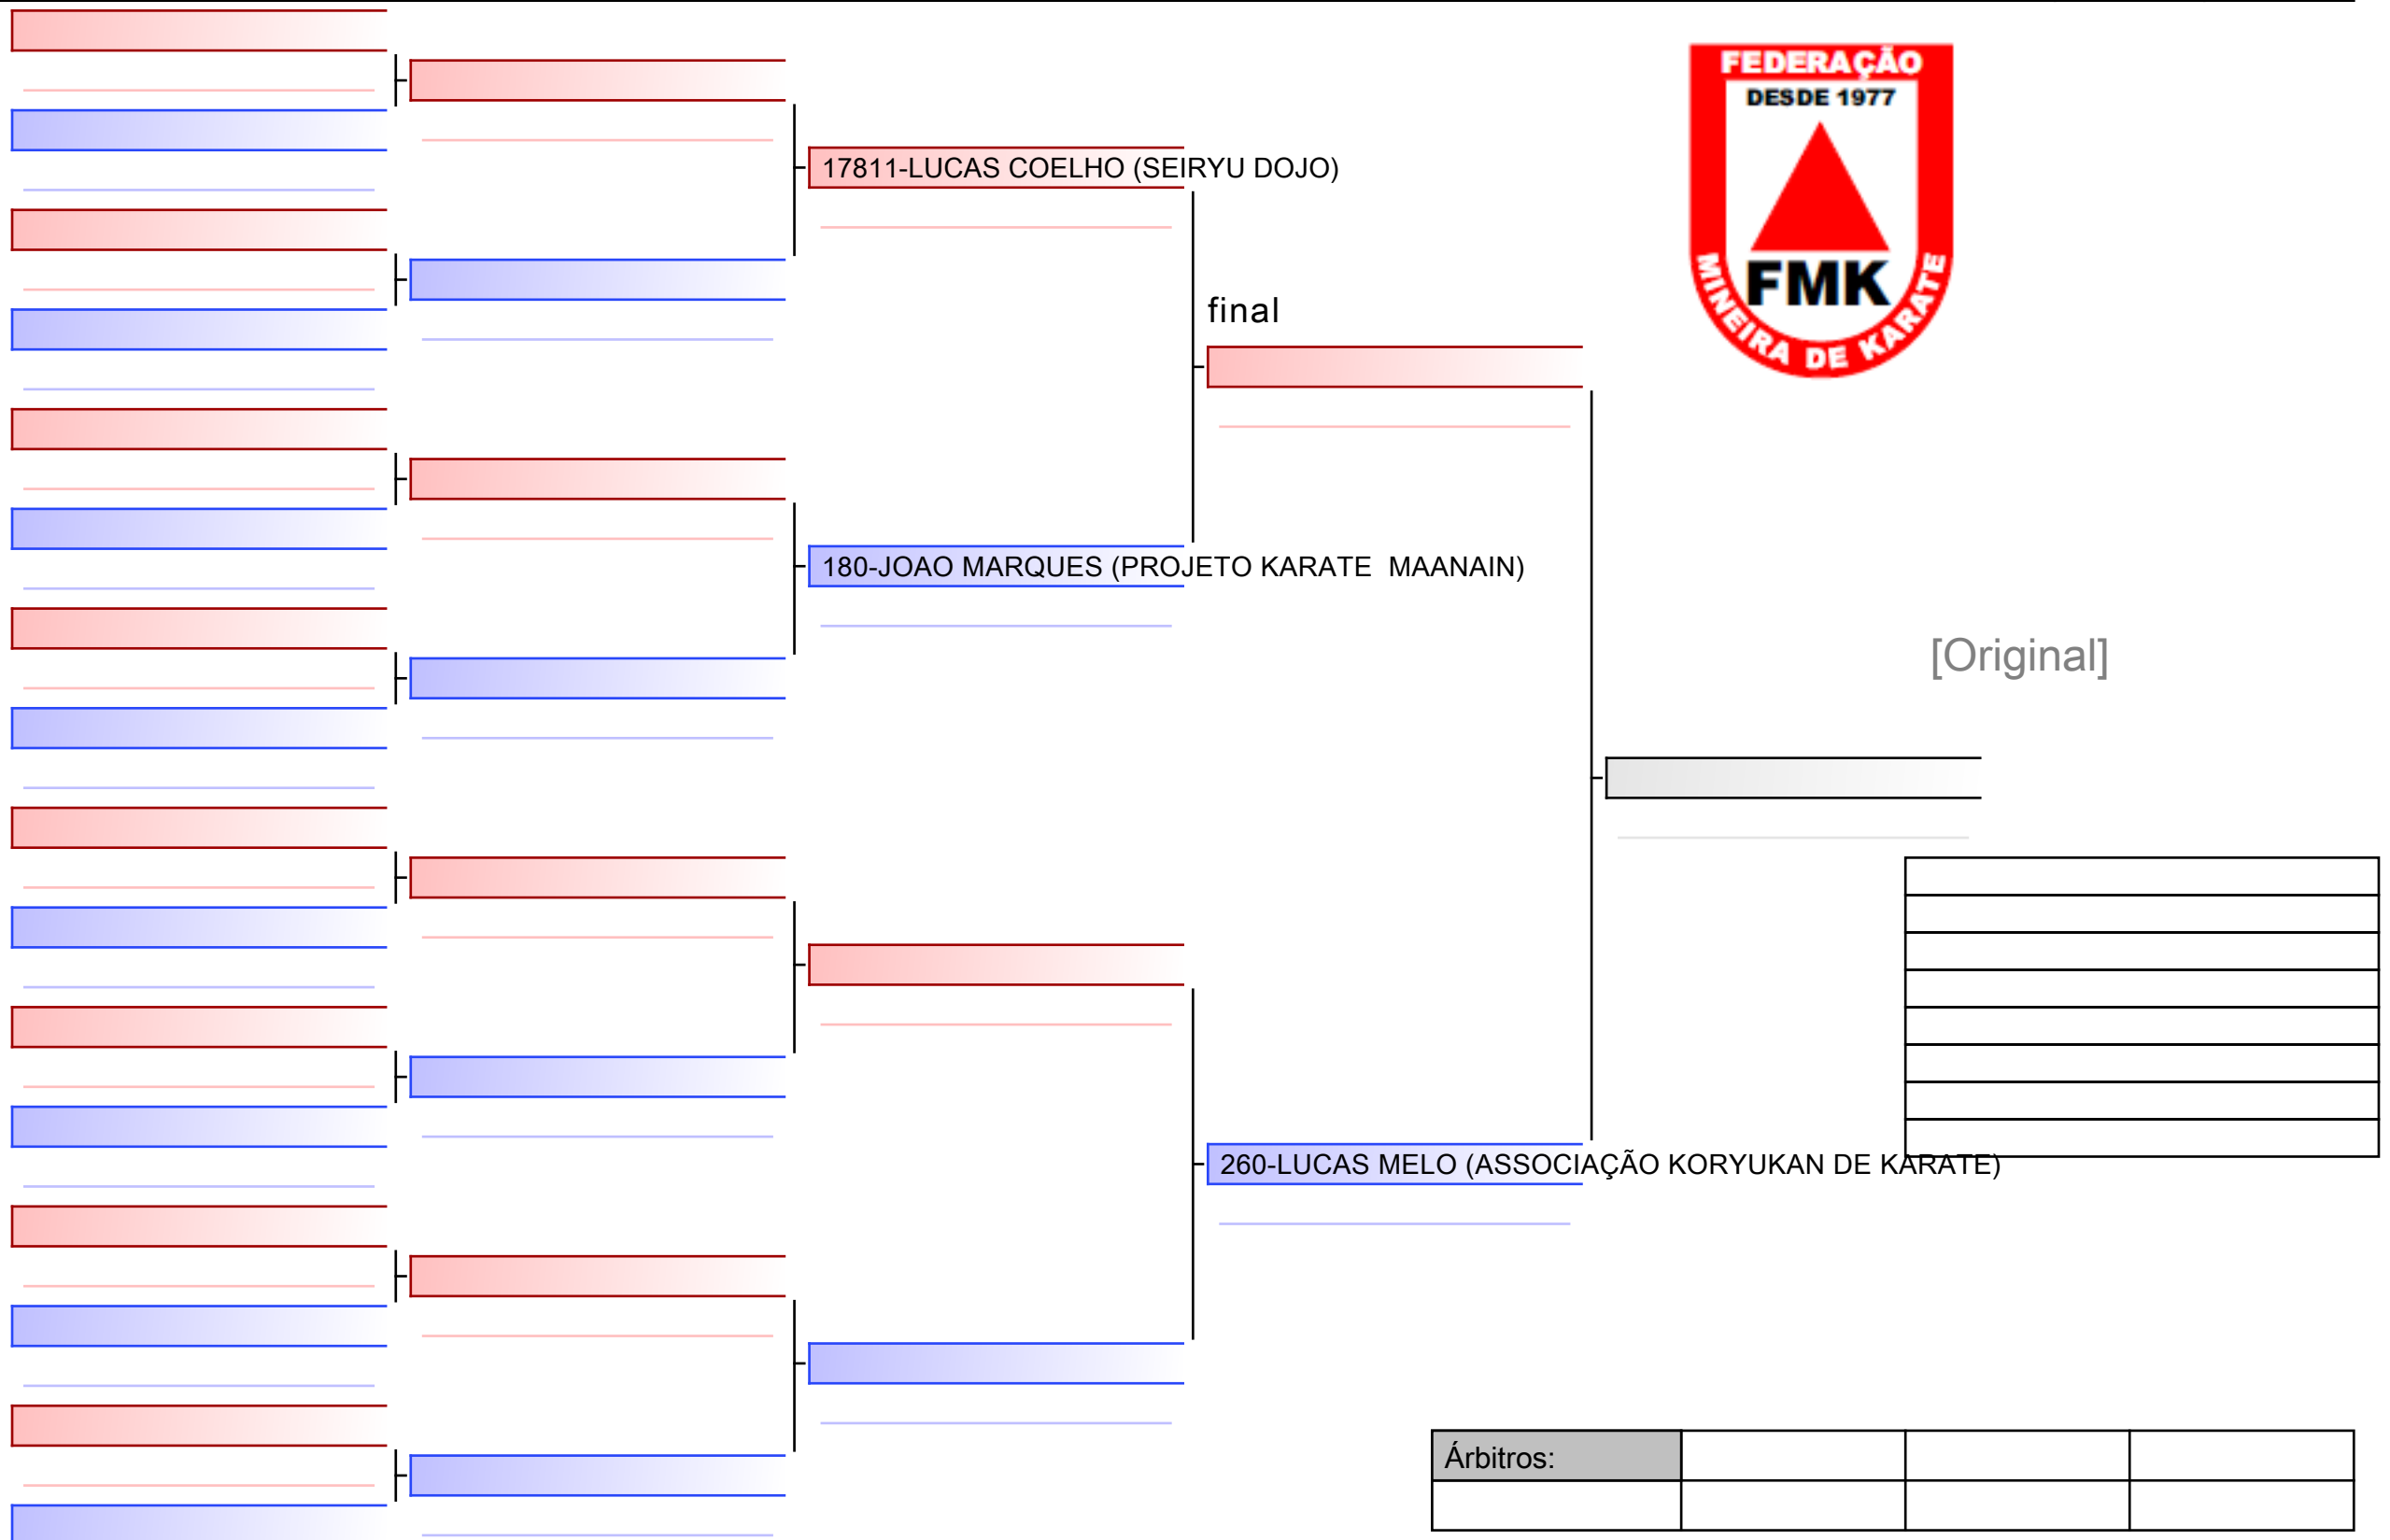 FEDERAÇÃO
DESDE 1977
FMK
MINEIRA DE KARATE
17811-LUCAS COELHO (SEIRYU DOJO)
final
180-JOAO MARQUES (PROJETO KARATE  MAANAIN)
[Original]
260-LUCAS MELO (ASSOCIAÇÃO KORYUKAN DE KARATE)
Árbitros: